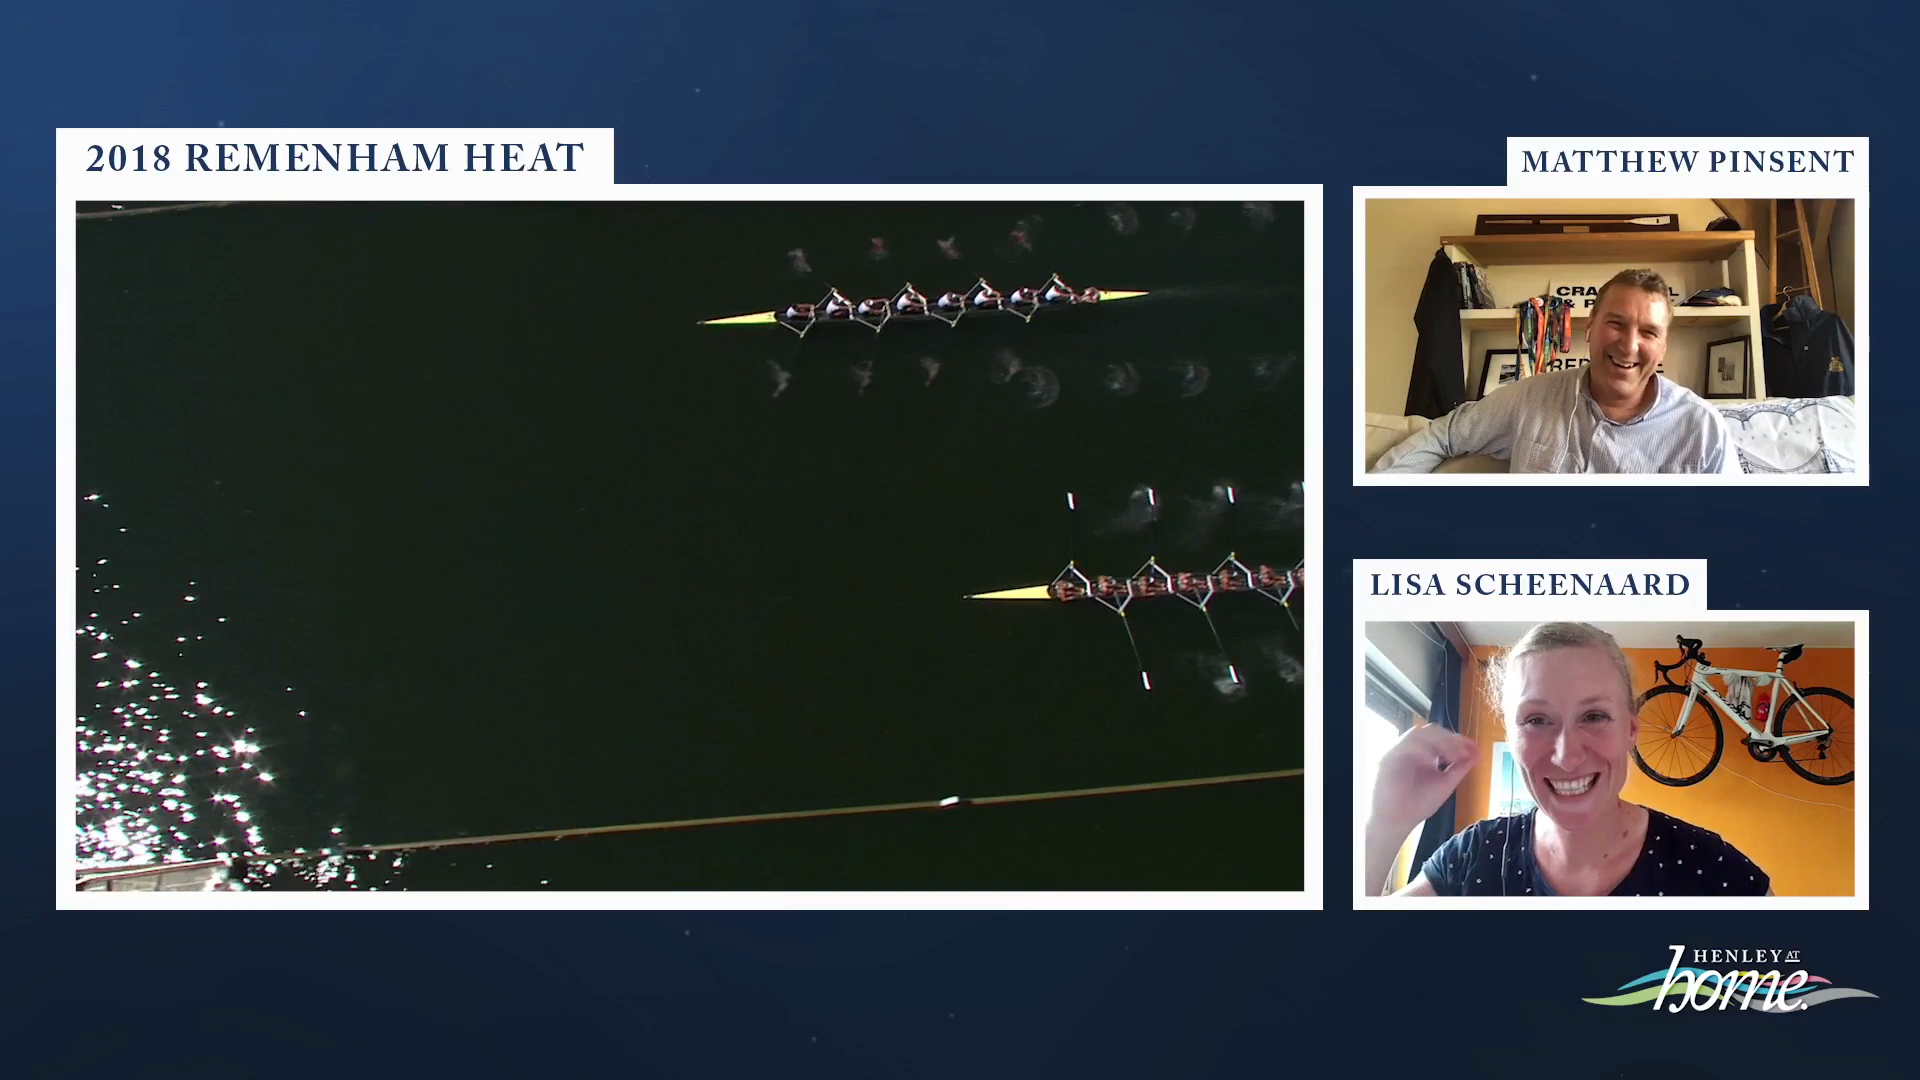 2018 REMENHAM HEAT
MATTHEW PINSENT
LISA SCHEENAARD
HENLEY AT
home.